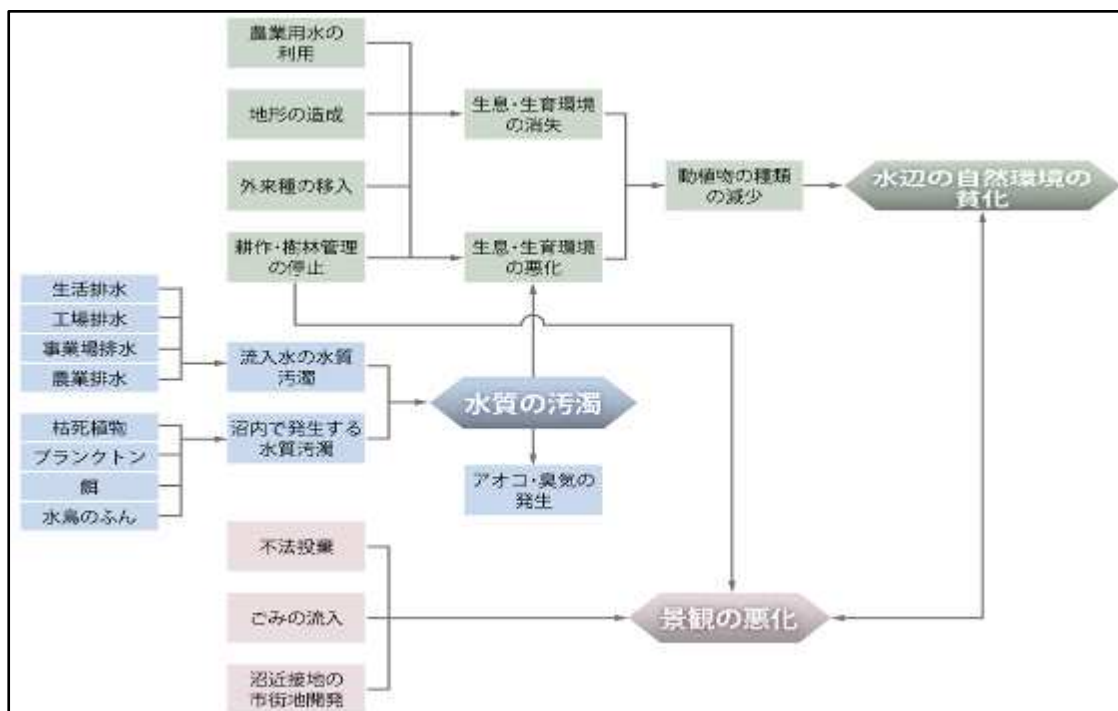 農業用水の
利用
地形の造成
外来種の移入
耕作・樹林管理
の停止
生息・生育環境
の消失
生息・生育環境
の悪化
動植物の種類
の減少
水辺の自然環境の
貧化
生活排水
工場排水
事業場排水
農業排水
流入水の水質
汚濁
枯死植物
プランクトン
餌
水鳥のふん
沼内で発生する
水質汚濁
水質の汚濁
アオコ・臭気の
発生
不法投棄
ごみの流入
沼近接地の
市街地開発
景観の悪化